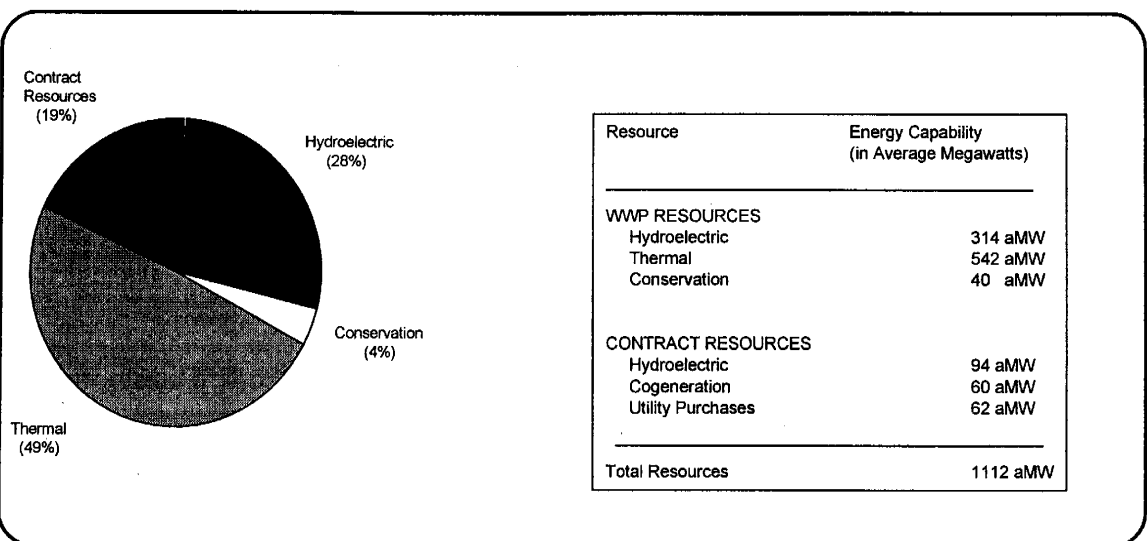 Contract
Resources
(19%)
Hydroelectric
(28%)
Conservation
(4%)
Thermal
(49%)
Resource Energy Capability
(in Average Megawatts)
WWP RESOURCES
Hydroelectric 314 aMW
Thermal 542 aMW
Conservation 40 aMW
CONTRACT RESOURCES
Hydroelectric 94 aMW
Cogeneration 60 aMW
Utility Purchases 62 aMW
Total Resources 1112 aMW